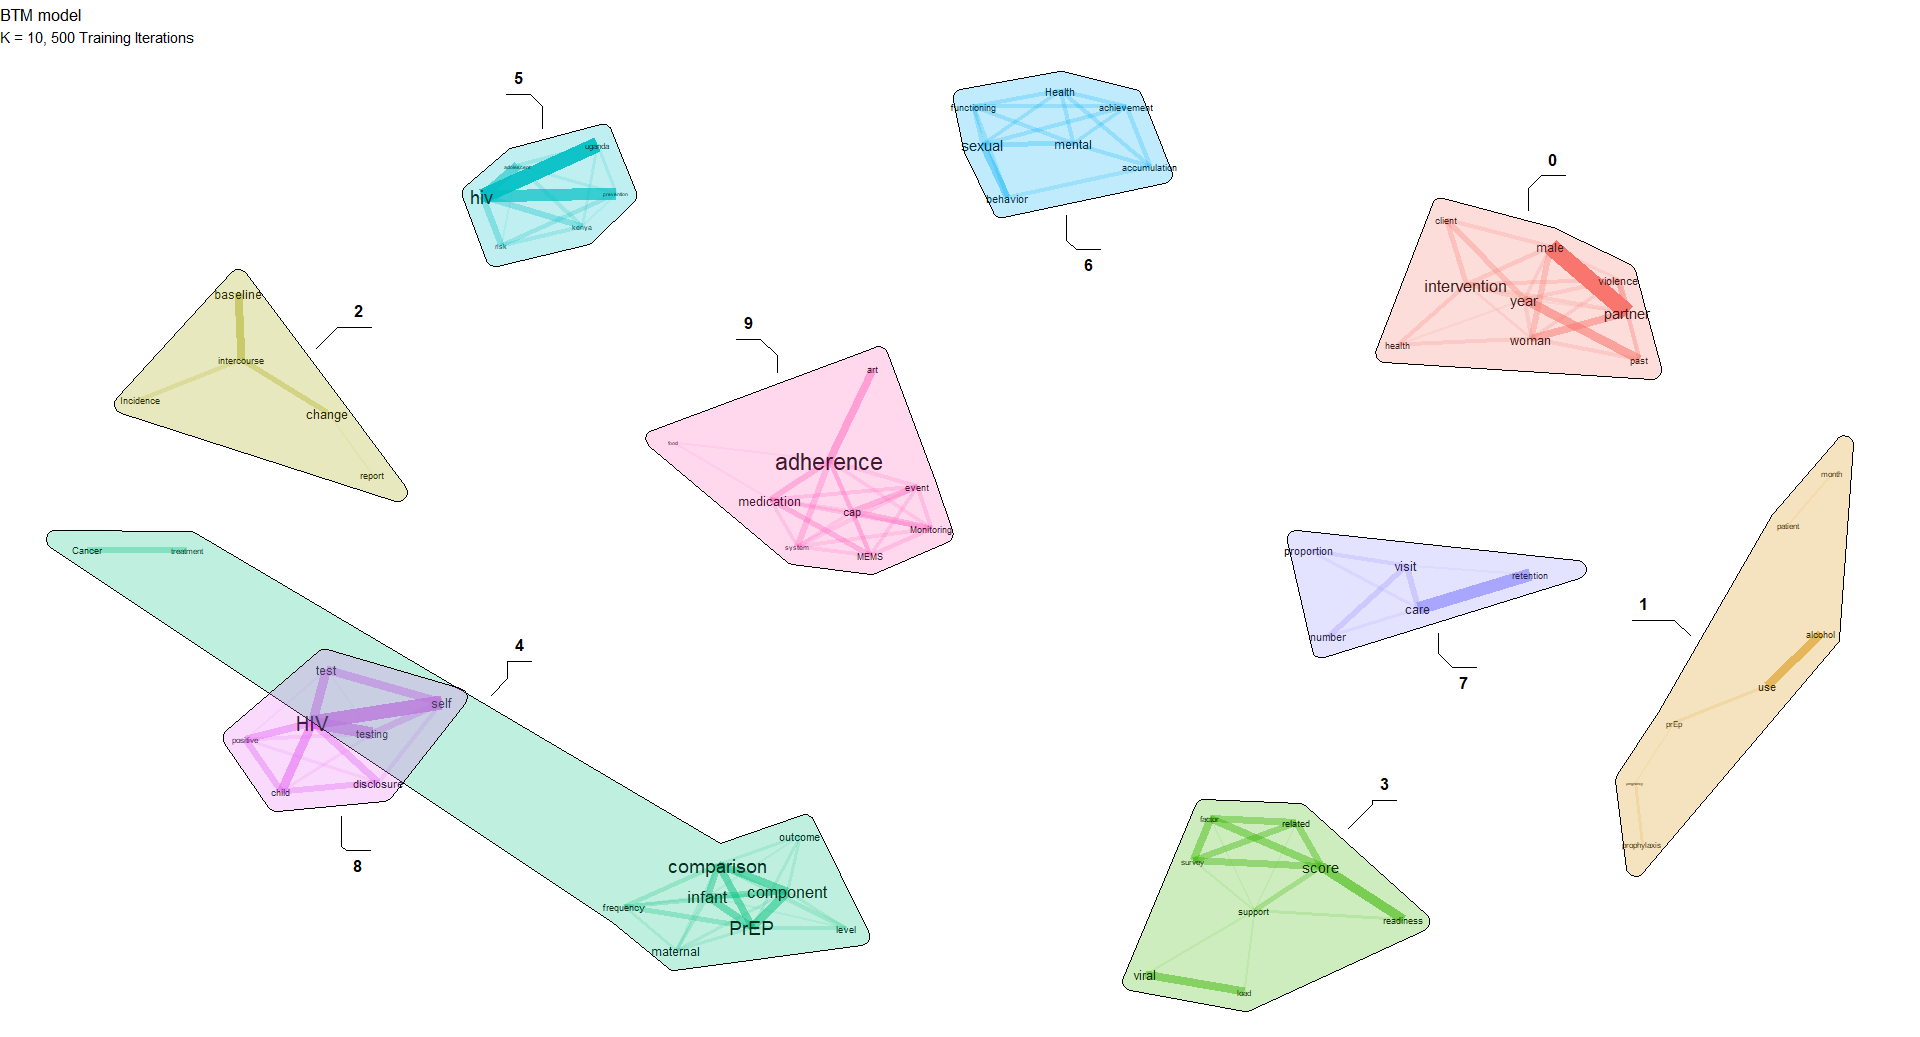 BTM model
K = 10, 500 Training Iterations
5
uganda
adolescent
hiv
prevention
kenya
risk
6
Health
functioning
achievement
sexual
mental
accumulation
behavior
0
client
male
violence
intervention
year
partner
woman
health
past
2
baseline
intercourse
Incidence
change
report
9
art
food
adherence
event
medication
cap
Monitoring
system
MEMS
1
month
patient
alcohol
use
prEp
pregnancy
prophylaxis
7
proportion
visit
retention
care
number
4
Cancer
treatment
outcome
comparison
component
infant
frequency
PrEP
level
maternal
8
test
self
HIV
testing
positive
disclosure
child
3
factor
related
survey
score
support
readiness
viral
load